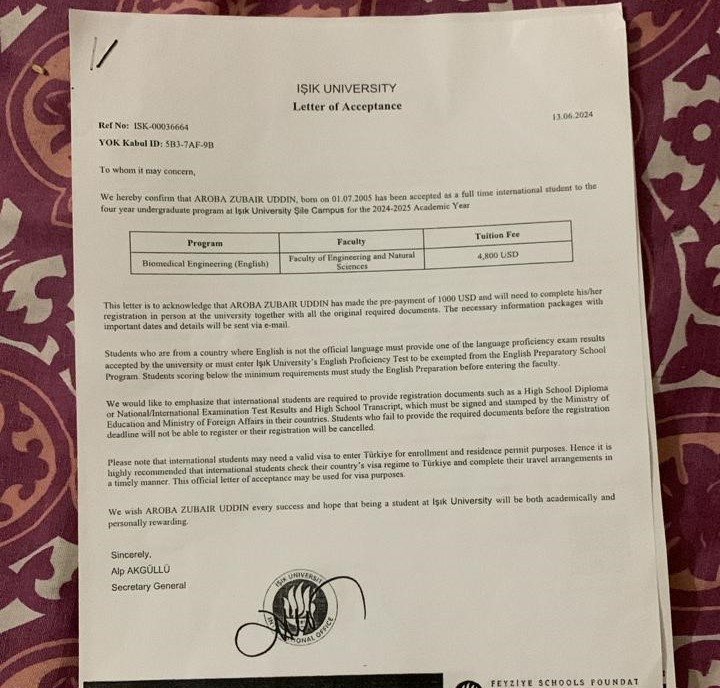 IŞIK UNIVERSITY
Letter of Acceptance
13.06.2024
Ref No: ISK-00036664
YOK Kabul ID: 5B3-7AF-9B
To whom it may concern,
We hereby confirm that AROBA ZUBAIR UDDIN, born on 01.07.2005 has been accepted as a full time international student to the
four year undergraduate program at Işık University Şile Campus for the 2024-2025 Academic Year
Program Faculty Tuition Fee
Biomedical Engineering (English) Faculty of Engineering and Natural Sciences 4,800 USD
This letter is to acknowledge that AROBA ZUBAIR UDDIN has made the pre-payment of 1000 USD and will need to complete his/her
registration in person at the university together with all the original required documents. The necessary information packages with
important dates and details will be sent via e-mail.
Students who are from a country where English is not the official language must provide one of the language proficiency exam results
accepted by the university or must enter Işık University's English Proficiency Test to be exempted from the English Preparatory School
Program. Students scoring below the minimum requirements must study the English Preparation before entering the faculty.
We would like to emphasize that international students are required to provide registration documents such as a High School Diploma
or National/International Examination Test Results and High School Transcript, which must be signed and stamped by the Ministry of
Education and Ministry of Foreign Affairs in their countries. Students who fail to provide the required documents before the registration
deadline will not be able to register or their registration will be cancelled.
Please note that international students may need a valid visa to enter Türkiye for enrollment and residence permit purposes. Hence it is
highly recommended that international students check their country's visa regime to Türkiye and complete their travel arrangements in
a timely manner. This official letter of acceptance may be used for visa purposes.
We wish AROBA ZUBAIR UDDIN every success and hope that being a student at Işık University will be both academically and
personally rewarding.
Sincerely,
Alp AKGÜLLÜ
Secretary General
IŞIK UNIVERSITY
OFFICE
FEYZİYE SCHOOLS FOUNDAT